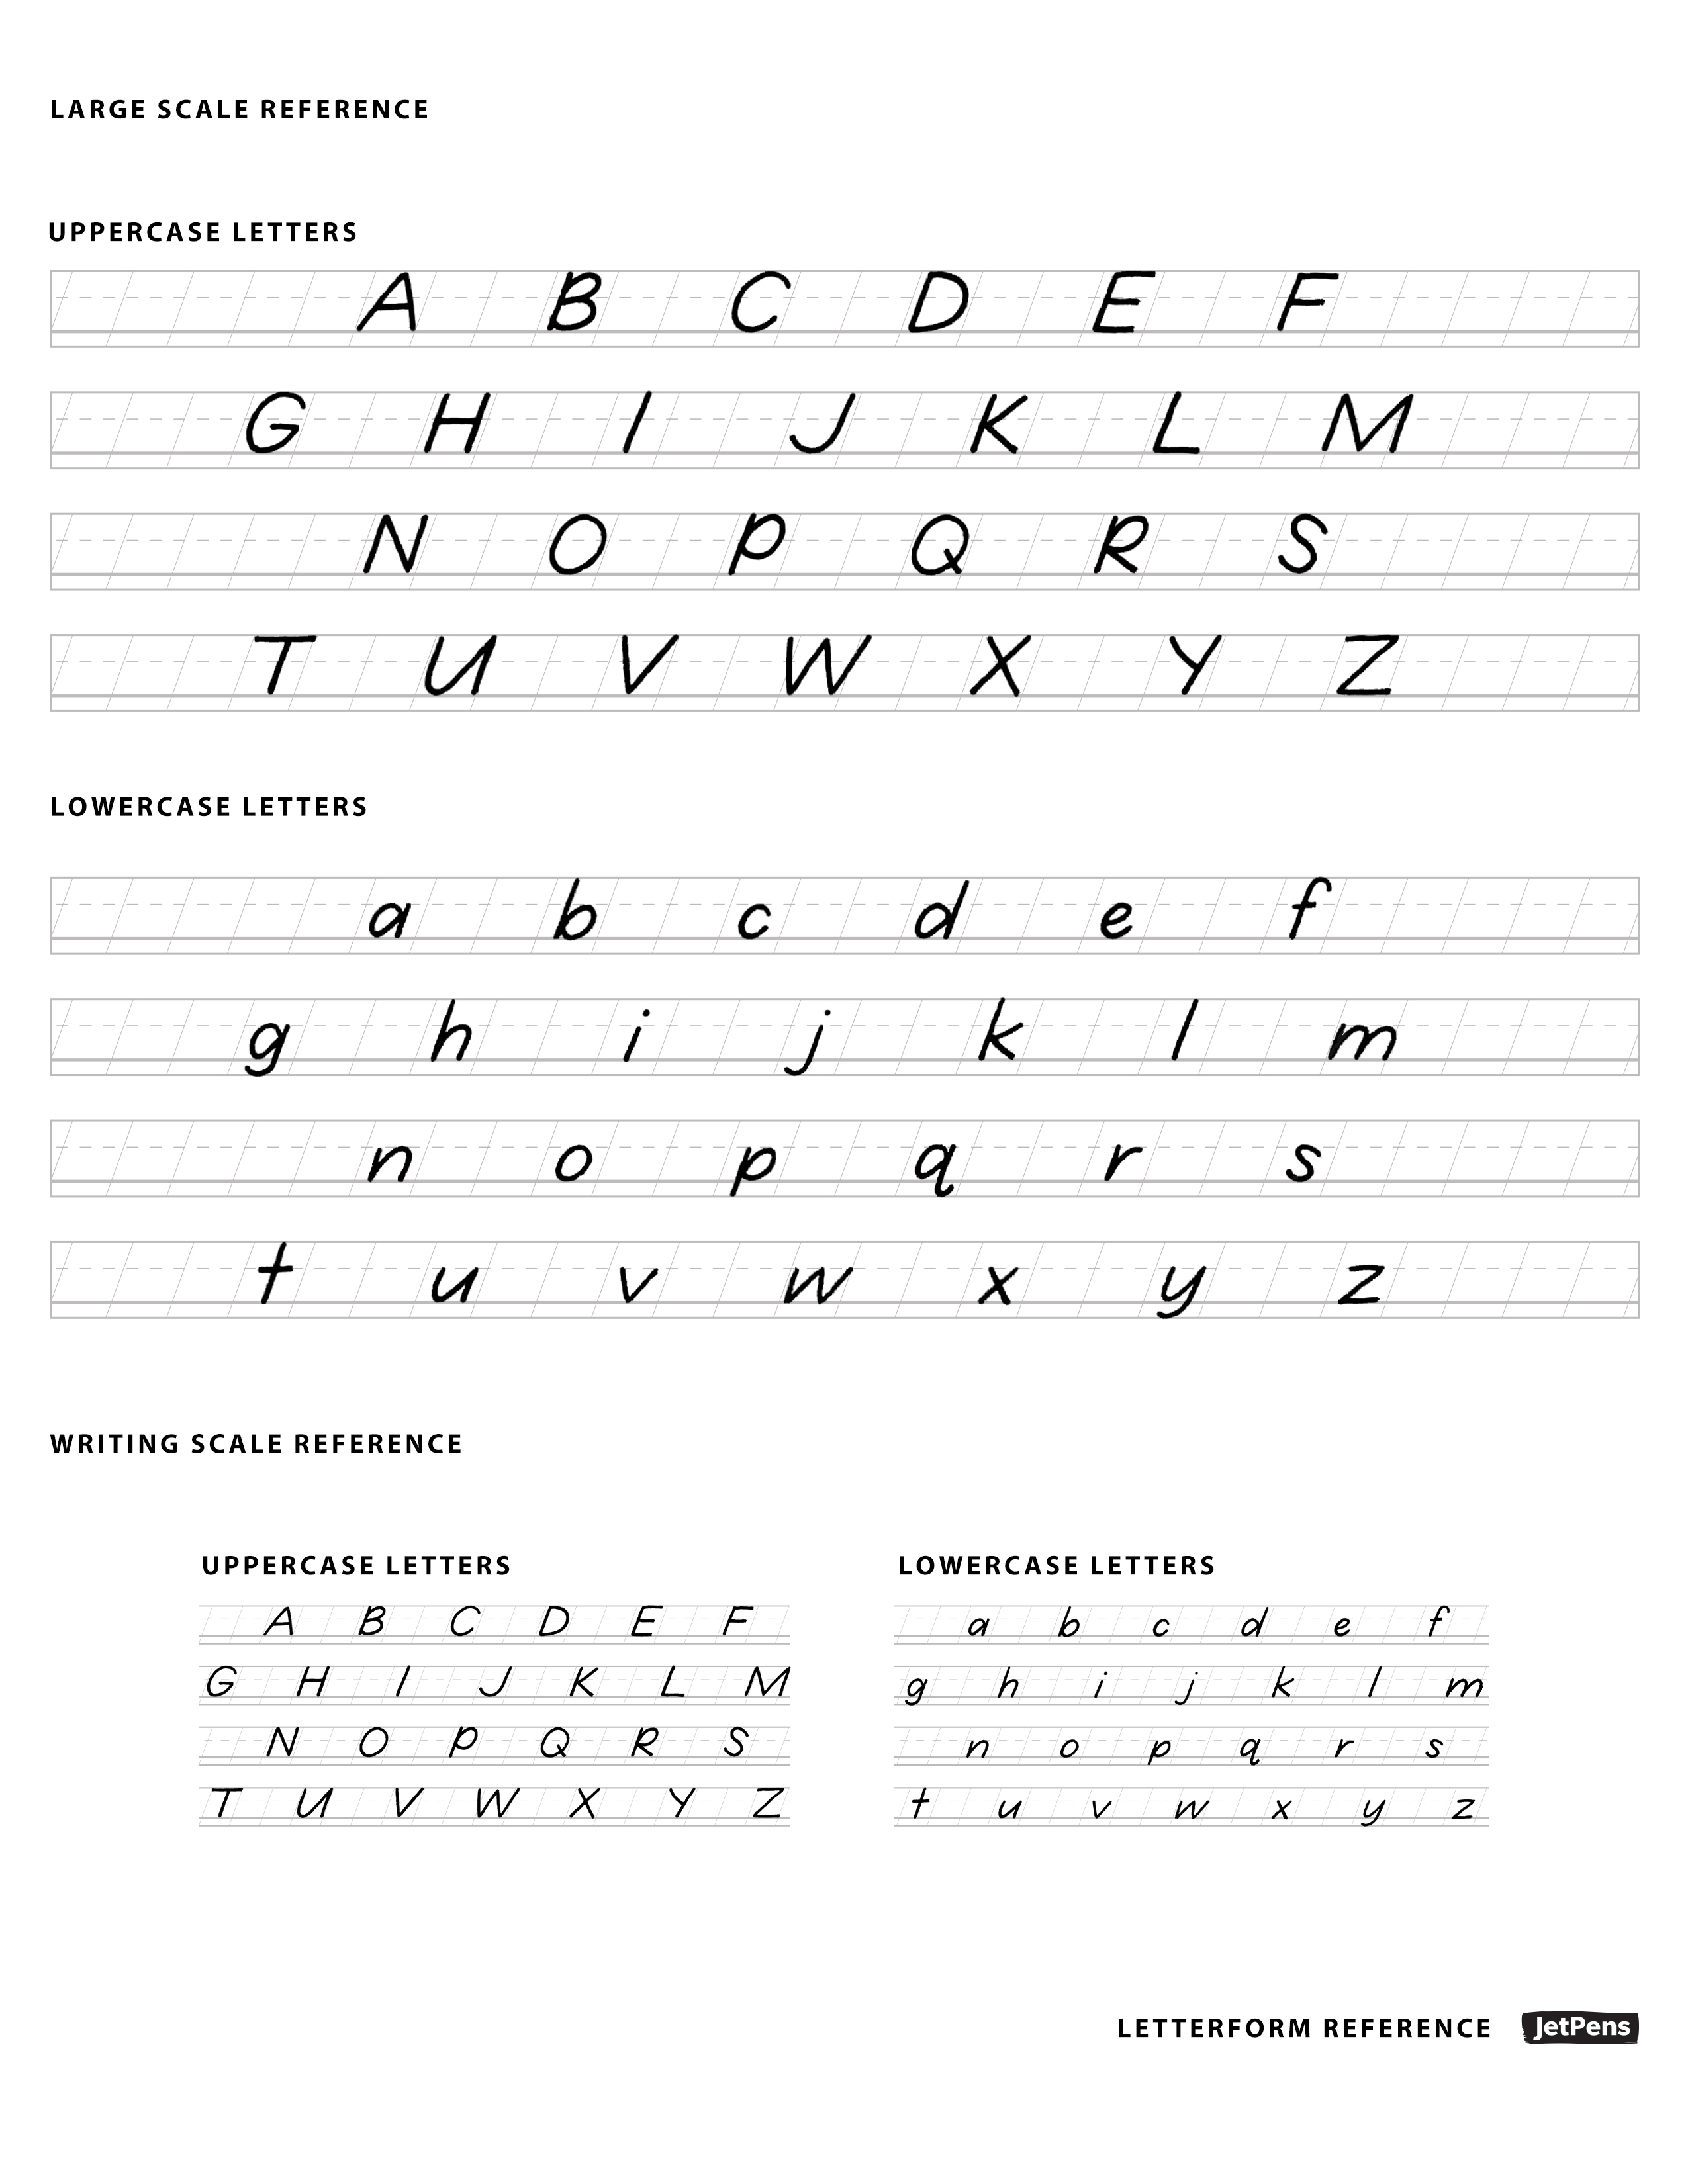 LARGE SCALE REFERENCE
UPPERCASE LETTERS
A B C D E F
G H I J K L M
N O P Q R S
T U V W X Y Z
LOWERCASE LETTERS
a b c d e f
g h i j k l m
n o p q r s
t u v w x y z
WRITING SCALE REFERENCE
UPPERCASE LETTERS
A B C D E F
G H I J K L M
N O P Q R S
T U V W X Y Z
LOWERCASE LETTERS
a b c d e f
g h i j k l m
n o p q r s
t u v w x y z
LETTERFORM REFERENCE JetPens